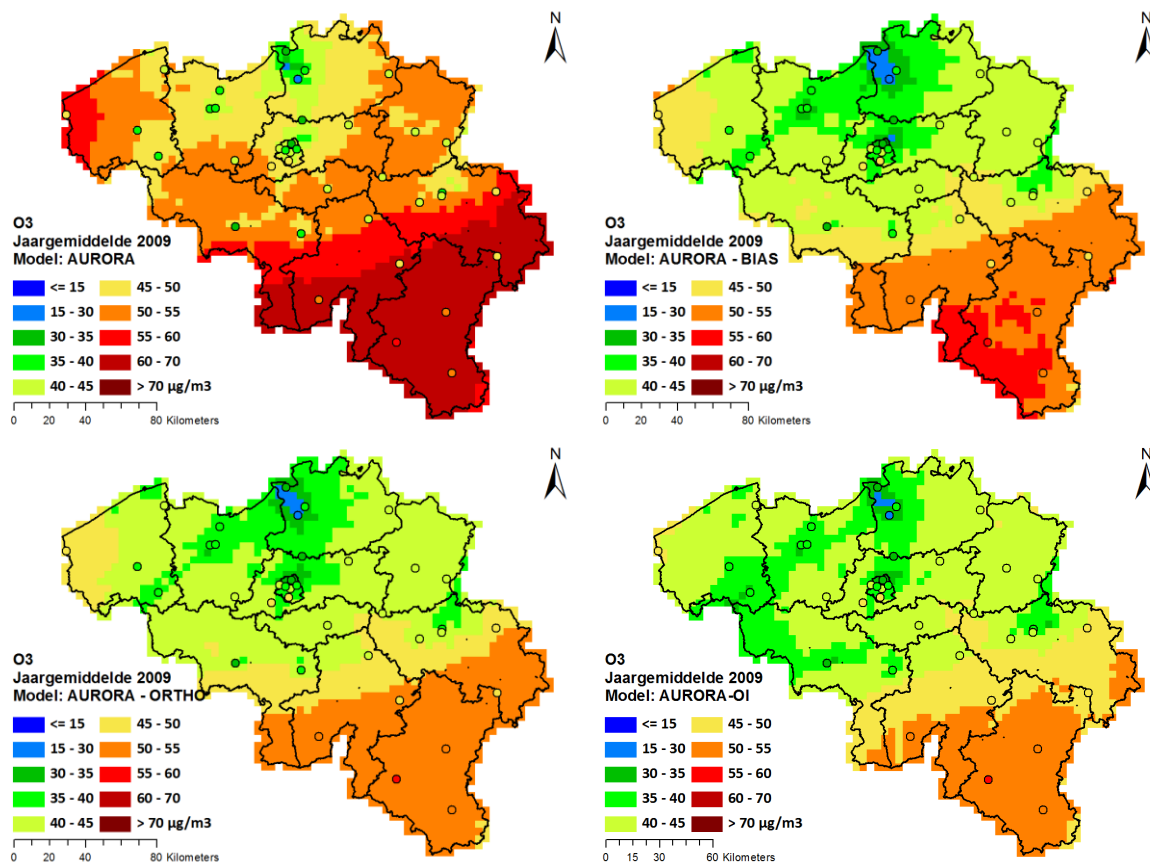 N
O3
Jaargemiddelde 2009
Model: AURORA
<= 15 45 - 50
15 - 30 50 - 55
30 - 35 55 - 60
35 - 40 60 - 70
40 - 45 > 70 µg/m3
0 20 40 80 Kilometers
N
O3
Jaargemiddelde 2009
Model: AURORA - BIAS
<= 15 45 - 50
15 - 30 50 - 55
30 - 35 55 - 60
35 - 40 60 - 70
40 - 45 > 70 µg/m3
0 20 40 80 Kilometers
N
O3
Jaargemiddelde 2009
Model: AURORA - ORTHO
<= 15 45 - 50
15 - 30 50 - 55
30 - 35 55 - 60
35 - 40 60 - 70
40 - 45 > 70 µg/m3
0 20 40 80 Kilometers
N
O3
Jaargemiddelde 2009
Model: AURORA-OI
<= 15 45 - 50
15 - 30 50 - 55
30 - 35 55 - 60
35 - 40 60 - 70
40 - 45 > 70 µg/m3
0 15 30 60 Kilometers